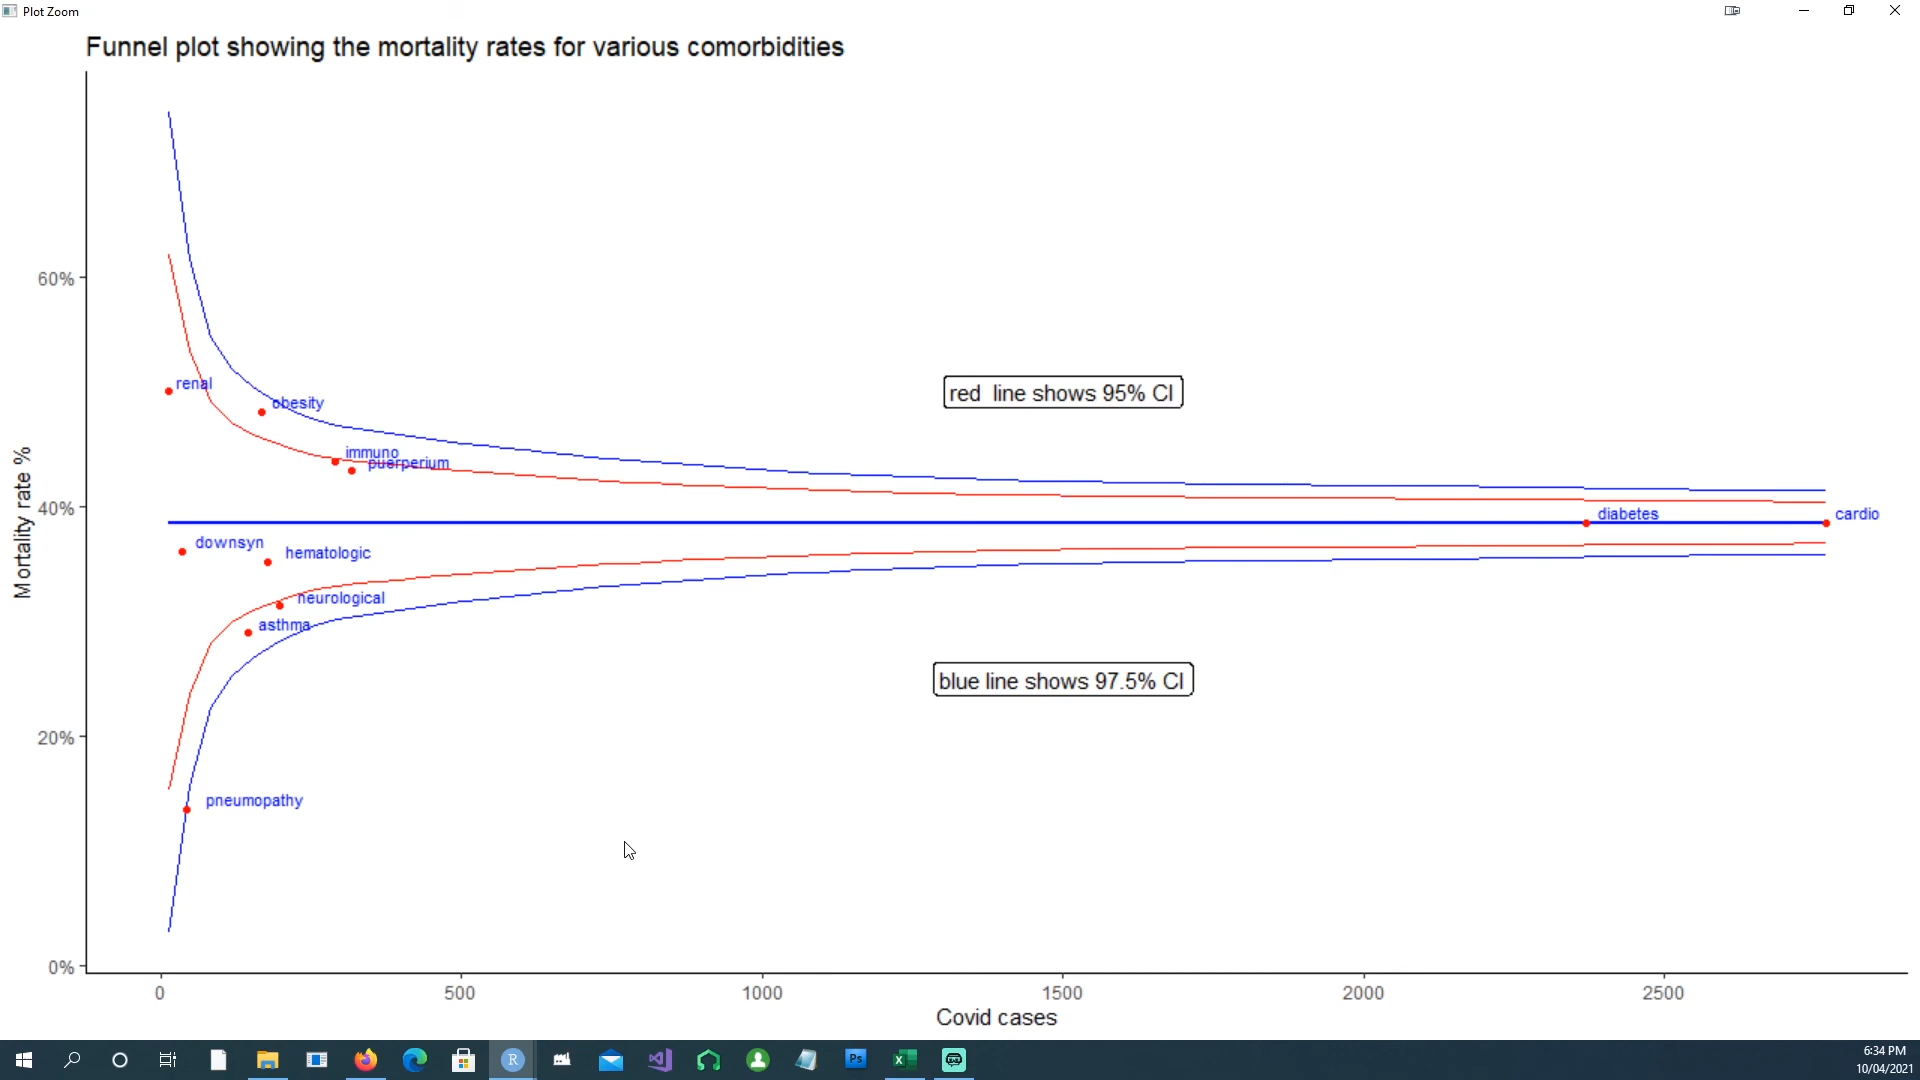 Plot Zoom
Funnel plot showing the mortality rates for various comorbidities
60%
renal
red  line shows 95% CI
obesity
immuno
puerperium
Mortality rate %
40%
diabetes
cardio
downsyn
hematologic
neurological
asthma
blue line shows 97.5% CI
20%
pneumopathy
0%
0
500
1000
1500
2000
2500
Covid cases
R
Ps
X
6:34 PM
10/04/2021